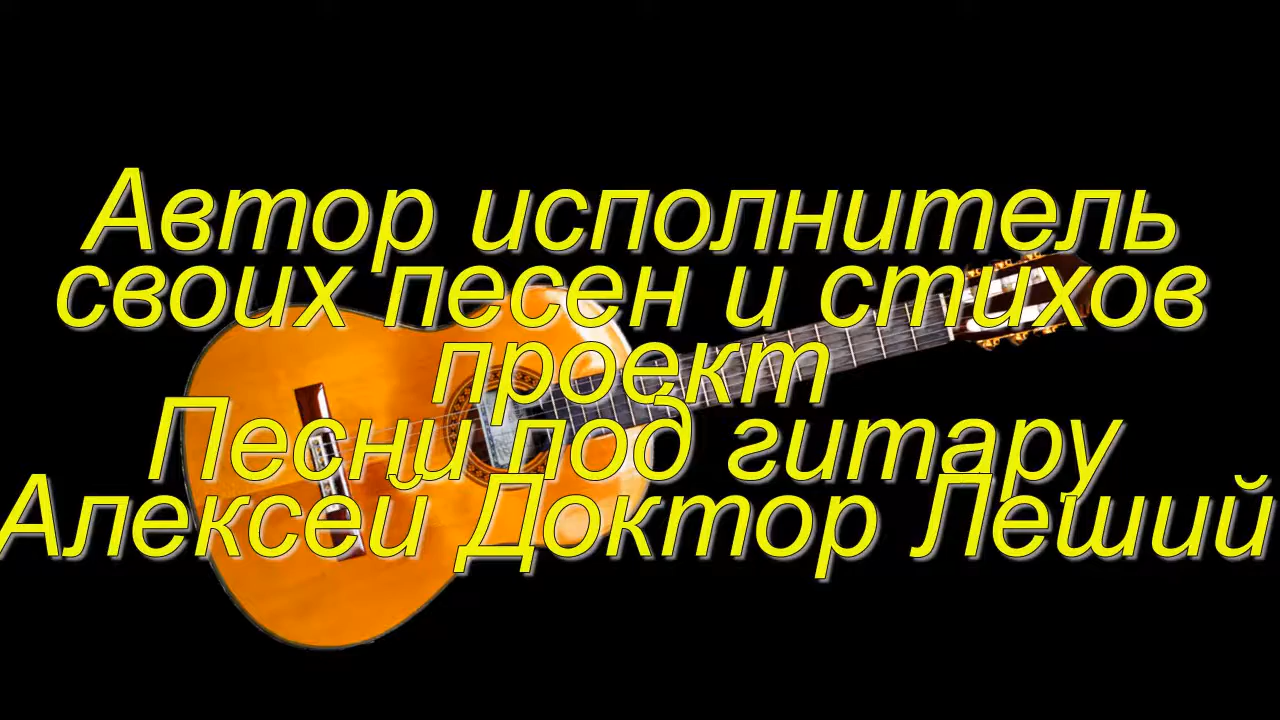 Автор исполнитель
своих песен и стихов
проект
Песни под гитару
Алексей Доктор Леший